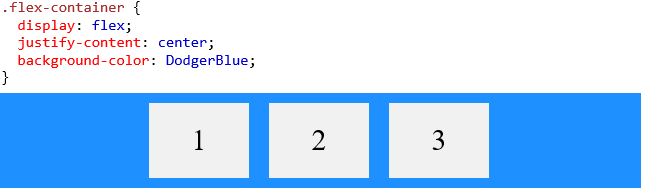 .flex-container {
  display: flex;
  justify-content: center;
  background-color: DodgerBlue;
}
1 2 3